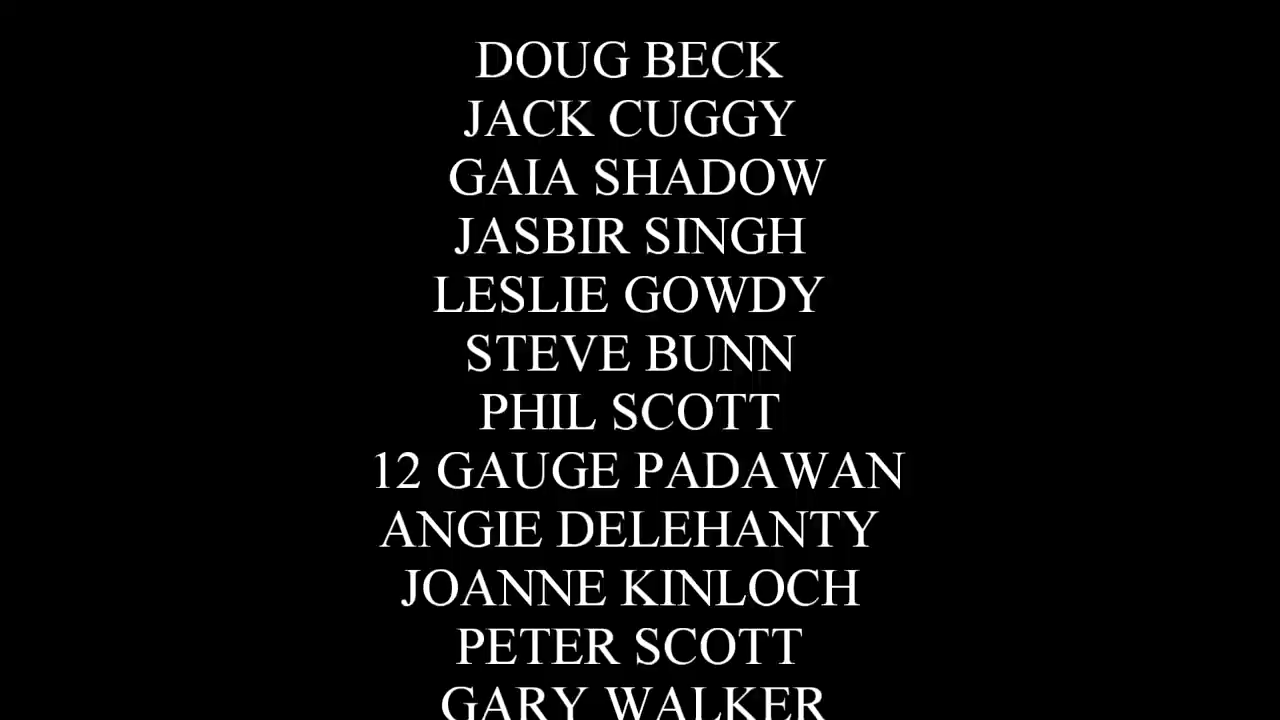 DOUG BECK
JACK CUGGY
GAIA SHADOW
JASBIR SINGH
LESLIE GOWDY
STEVE BUNN
PHIL SCOTT
12 GAUGE PADAWAN
ANGIE DELEHANTY
JOANNE KINLOCH
PETER SCOTT
GARY WALKER